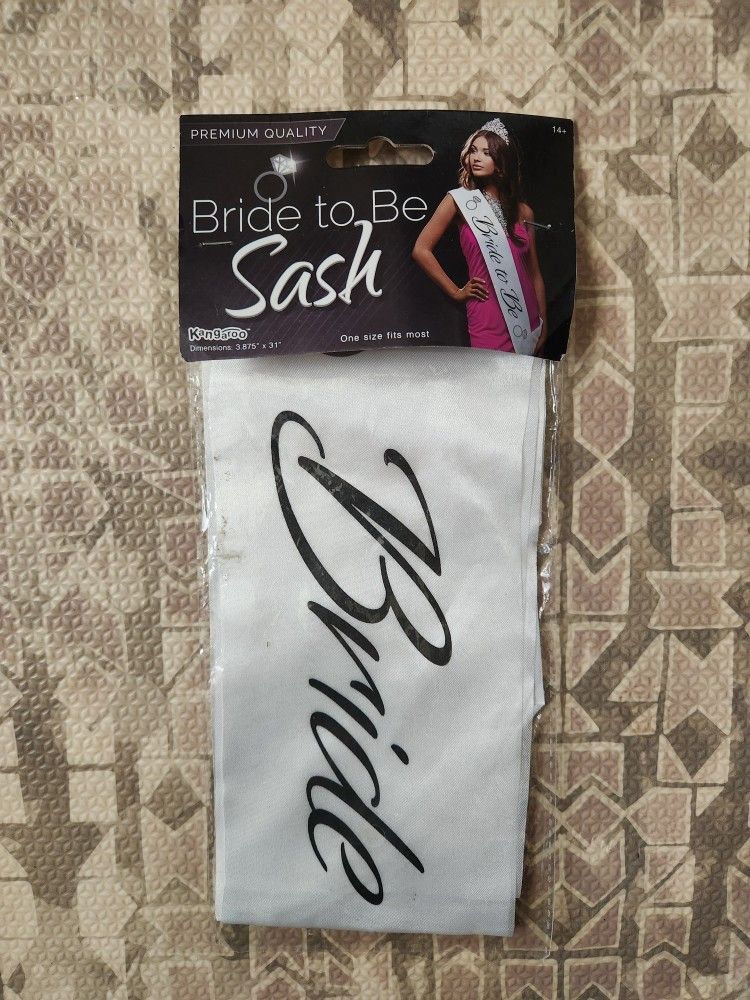 PREMIUM QUALITY
14+
Bride to Be
Sash
Bride to Be
Kangaroo
Dimensions: 3.875" x 31"
One size fits most
Bride